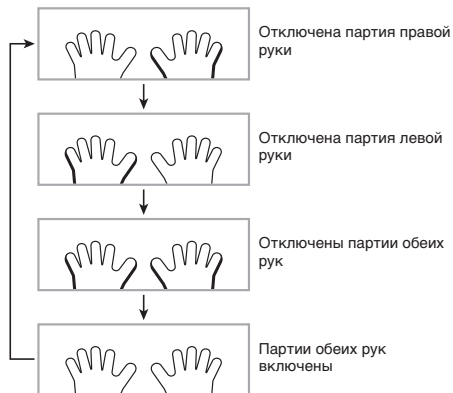 Отключена партия правой
руки
Отключена партия левой
руки
Отключены партии обеих
рук
Партии обеих рук
включены